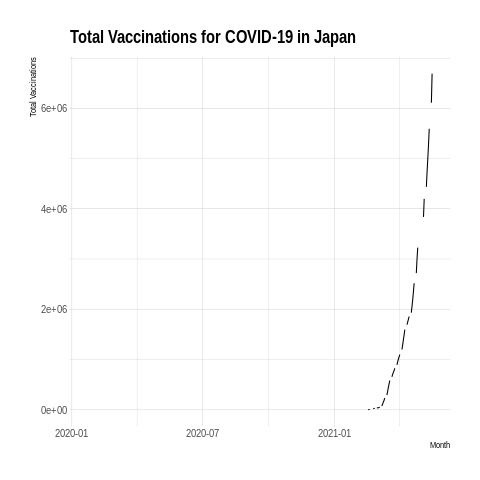 Total Vaccinations for COVID-19 in Japan
Total Vaccinations
6e+06
4e+06
2e+06
0e+00
2020-01
2020-07
2021-01
Month